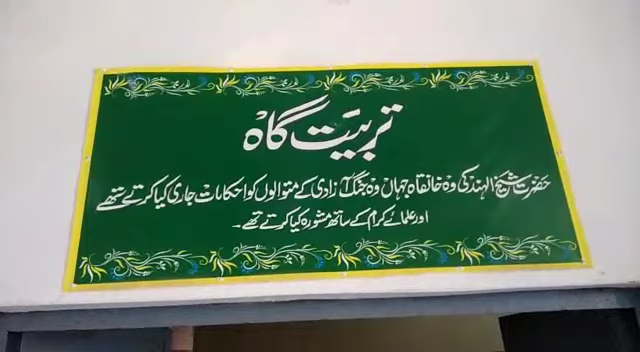 تربیت گاہ
حضرت شیخ الہند کی وہ خانقاہ جہاں وہ جنگ آزادی کے متوالوں کو احکامات جاری کیا کرتے تھے
اور علمائے کرام کے ساتھ مشورہ کیا کرتے تھے۔